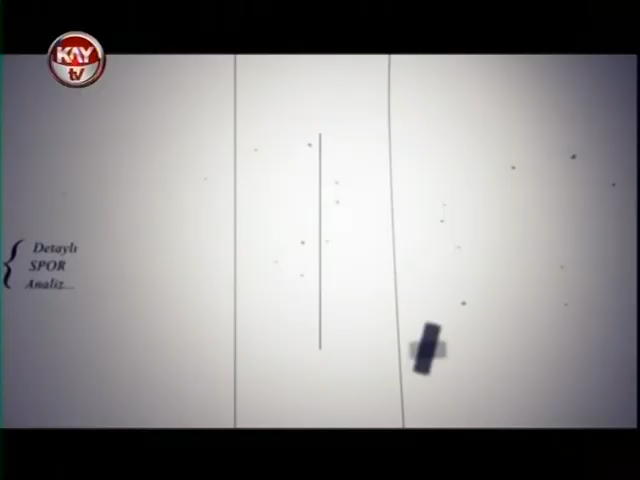 KAY
tv
Detaylı
SPOR
Analiz...